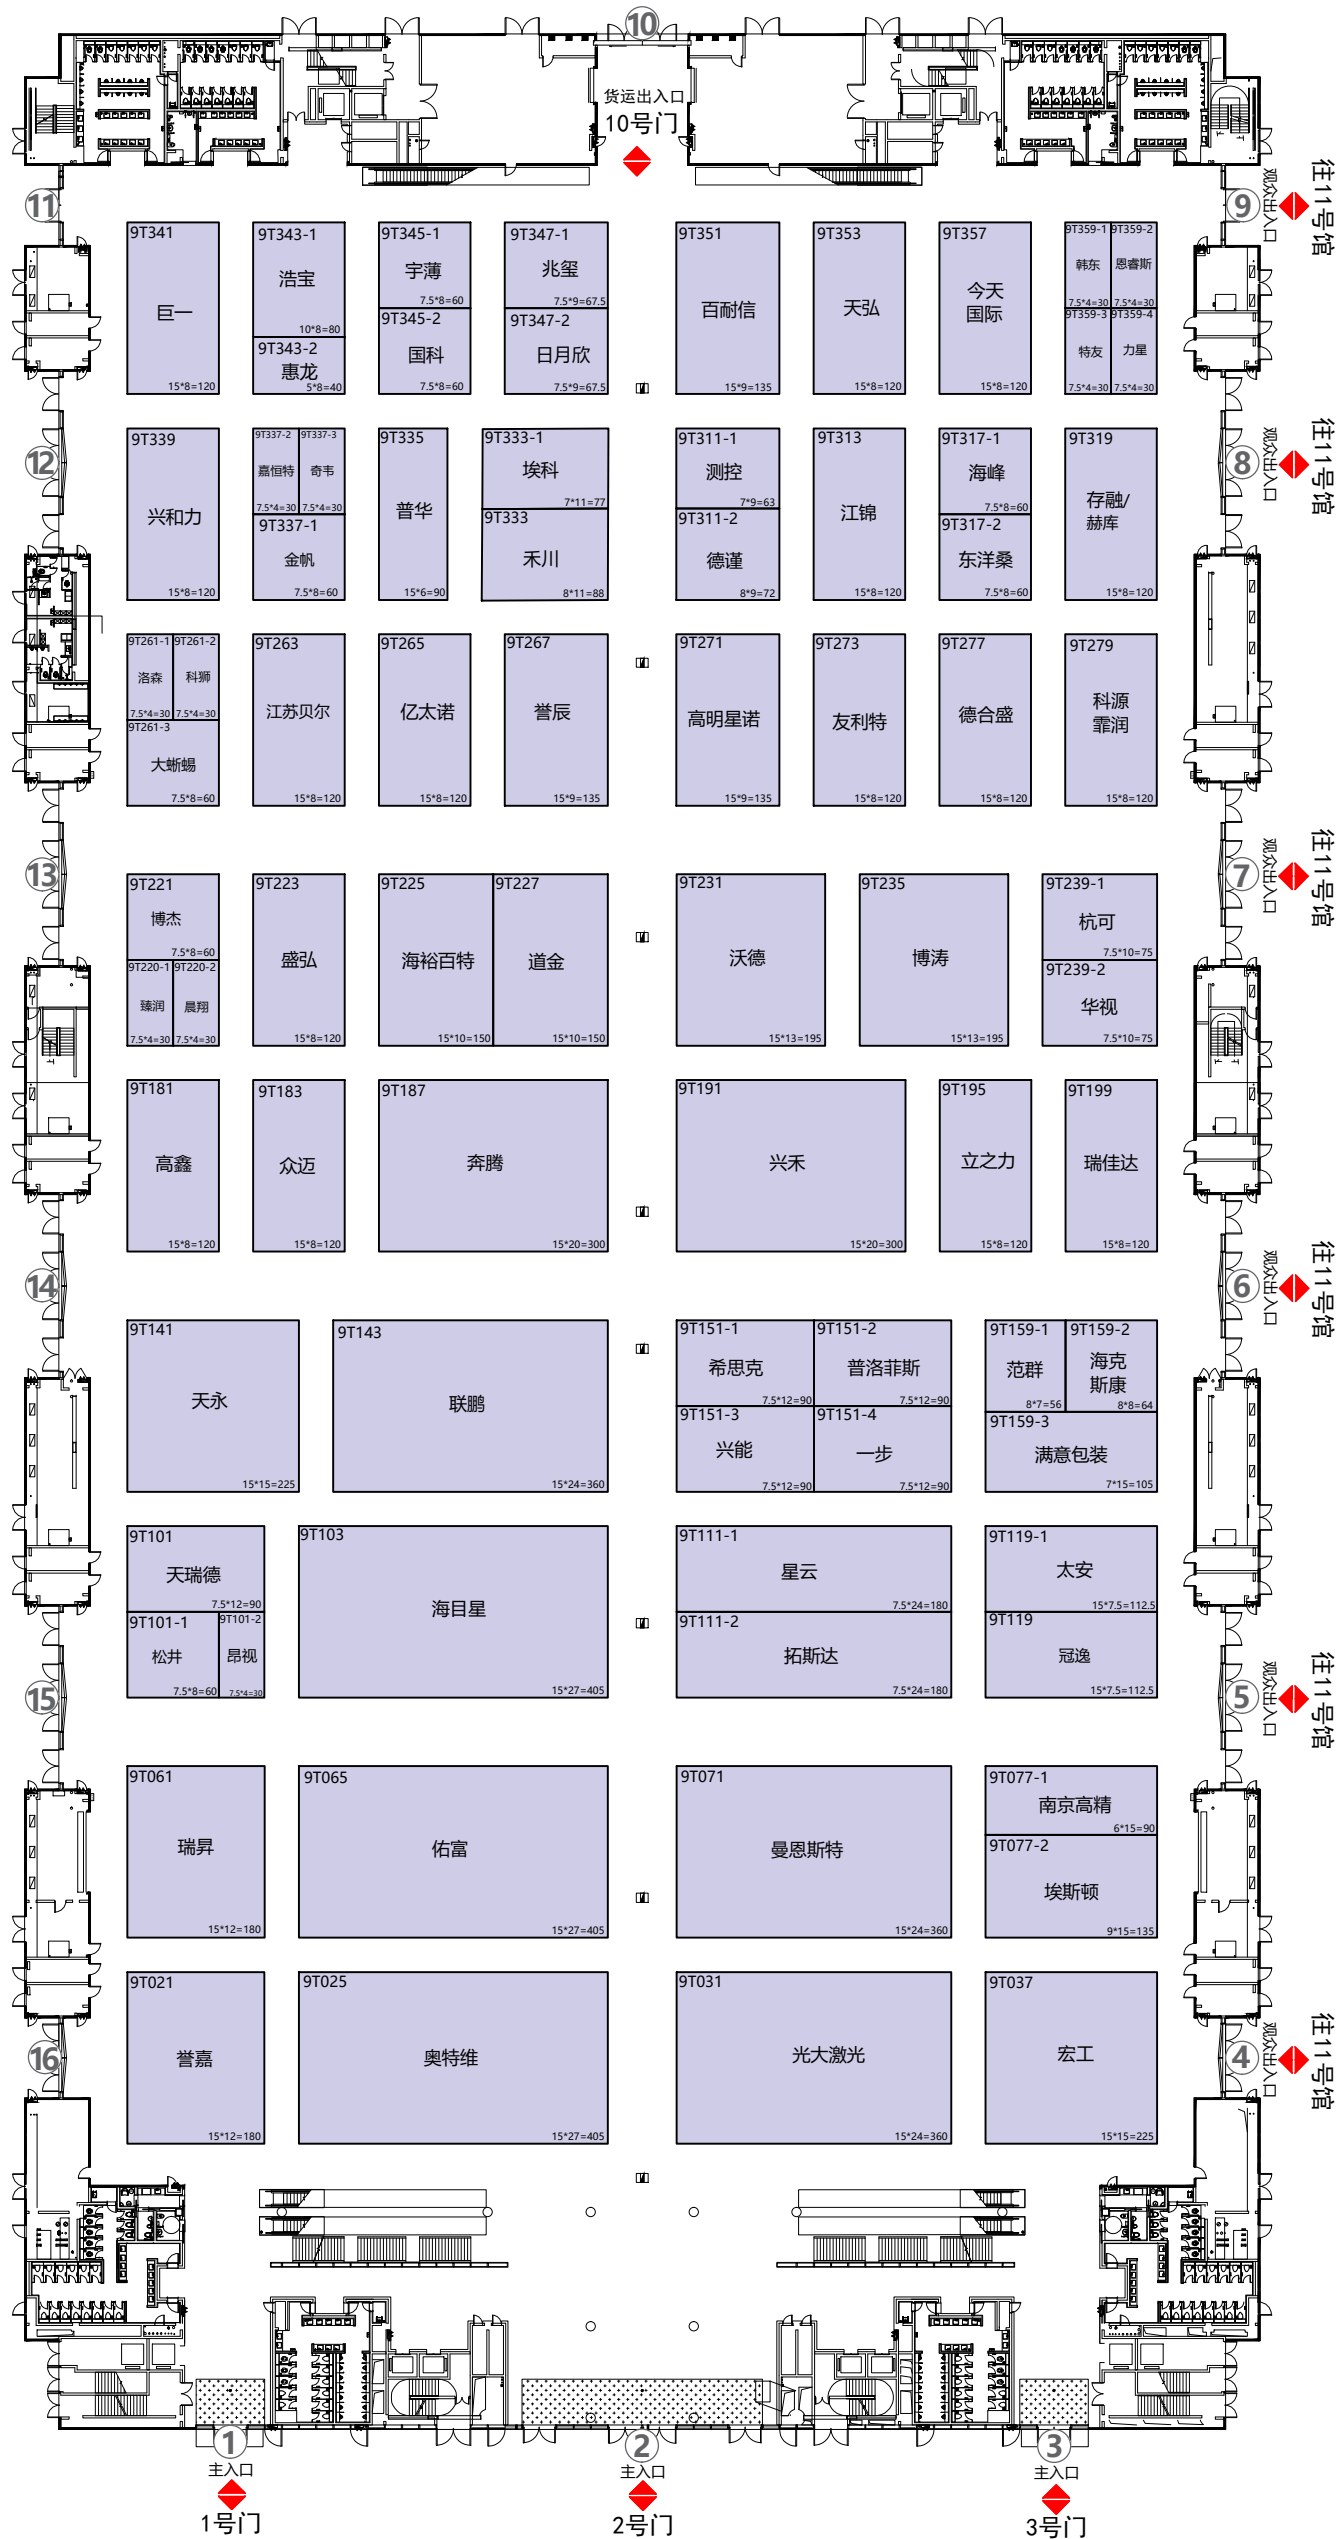 10
货运出入口
10号门
11
9
观众出入口
往11号馆
9T341
巨一
15*8=120
9T343-1
浩宝
10*8=80
9T343-2
惠龙
5*8=40
9T345-1
宇薄
7.5*8=60
9T345-2
国科
7.5*8=60
9T347-1
兆玺
7.5*9=67.5
9T347-2
日月欣
7.5*9=67.5
9T351
百耐信
15*9=135
9T353
天弘
15*8=120
9T357
今天
国际
15*8=120
9T359-1
韩东
7.5*4=30
9T359-2
恩睿斯
7.5*4=30
9T359-3
特友
7.5*4=30
9T359-4
力星
7.5*4=30
12
8
观众出入口
往11号馆
9T339
兴和力
15*8=120
9T337-2
嘉恒特
7.5*4=30
9T337-3
奇韦
7.5*4=30
9T337-1
金帆
7.5*8=60
9T335
普华
15*6=90
9T333-1
埃科
7*11=77
9T333
禾川
8*11=88
9T311-1
测控
7*9=63
9T311-2
德谨
8*9=72
9T313
江锦
15*8=120
9T317-1
海峰
7.5*8=60
9T317-2
东洋桑
7.5*8=60
9T319
存融/
赫库
15*8=120
9T261-1
洛森
7.5*4=30
9T261-2
科狮
7.5*4=30
9T261-3
大蜥蜴
7.5*8=60
9T263
江苏贝尔
15*8=120
9T265
亿太诺
15*8=120
9T267
誉辰
15*9=135
9T271
高明星诺
15*9=135
9T273
友利特
15*8=120
9T277
德合盛
15*8=120
9T279
科源
霏润
15*8=120
13
7
观众出入口
往11号馆
9T221
博杰
7.5*8=60
9T220-1
臻润
7.5*4=30
9T220-2
晨翔
7.5*4=30
9T223
盛弘
15*8=120
9T225
海裕百特
15*10=150
9T227
道金
15*10=150
9T231
沃德
15*13=195
9T235
博涛
15*13=195
9T239-1
杭可
7.5*10=75
9T239-2
华视
7.5*10=75
9T181
高鑫
15*8=120
9T183
众迈
15*8=120
9T187
奔腾
15*20=300
9T191
兴禾
15*20=300
9T195
立之力
15*8=120
9T199
瑞佳达
15*8=120
14
6
观众出入口
往11号馆
9T141
天永
15*15=225
9T143
联鹏
15*24=360
9T151-1
希思克
7.5*12=90
9T151-2
普洛菲斯
7.5*12=90
9T151-3
兴能
7.5*12=90
9T151-4
一步
7.5*12=90
9T159-1
范群
8*7=56
9T159-2
海克
斯康
8*8=64
9T159-3
满意包装
7*15=105
9T101
天瑞德
7.5*12=90
9T101-1
松井
7.5*8=60
9T101-2
昂视
7.5*4=30
9T103
海目星
15*27=405
9T111-1
星云
7.5*24=180
9T111-2
拓斯达
7.5*24=180
9T119-1
太安
15*7.5=112.5
9T119
冠逸
15*7.5=112.5
15
5
观众出入口
往11号馆
9T061
瑞昇
15*12=180
9T065
佑富
15*27=405
9T071
曼恩斯特
15*24=360
9T077-1
南京高精
6*15=90
9T077-2
埃斯顿
9*15=135
9T021
誉嘉
15*12=180
9T025
奥特维
15*27=405
9T031
光大激光
15*24=360
9T037
宏工
15*15=225
16
4
观众出入口
往11号馆
1
主入口
1号门
2
主入口
2号门
3
主入口
3号门